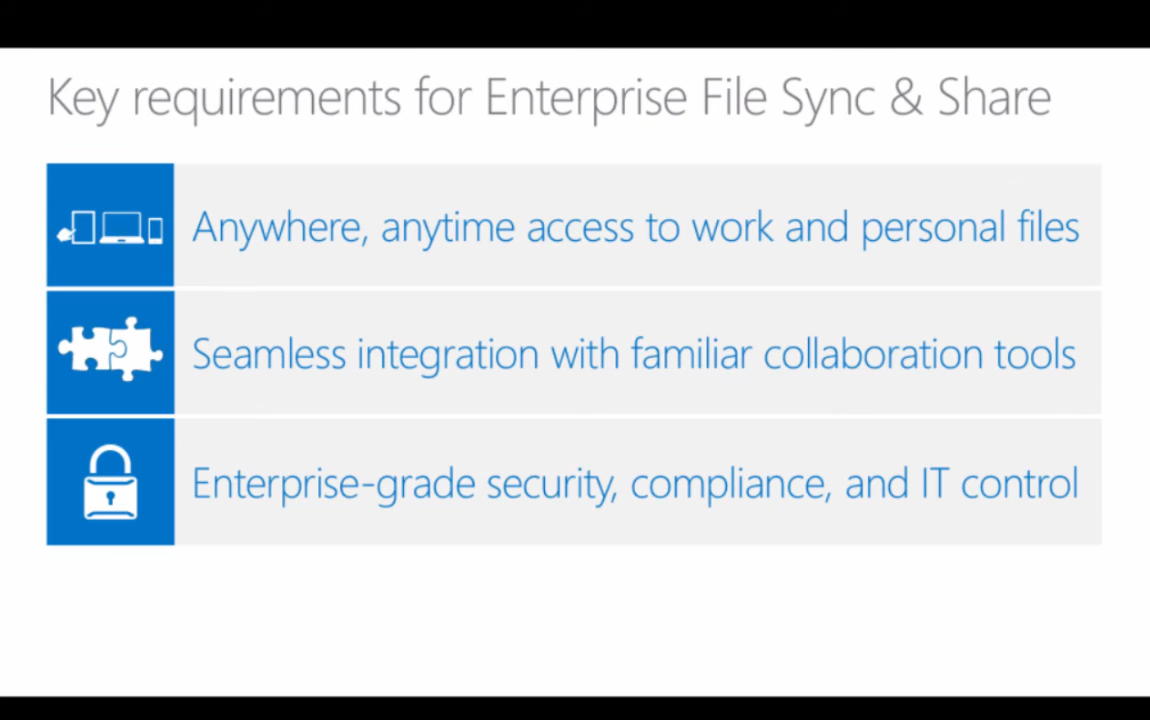 Key requirements for Enterprise File Sync & Share
Anywhere, anytime access to work and personal files
Seamless integration with familiar collaboration tools
Enterprise-grade security, compliance, and IT control